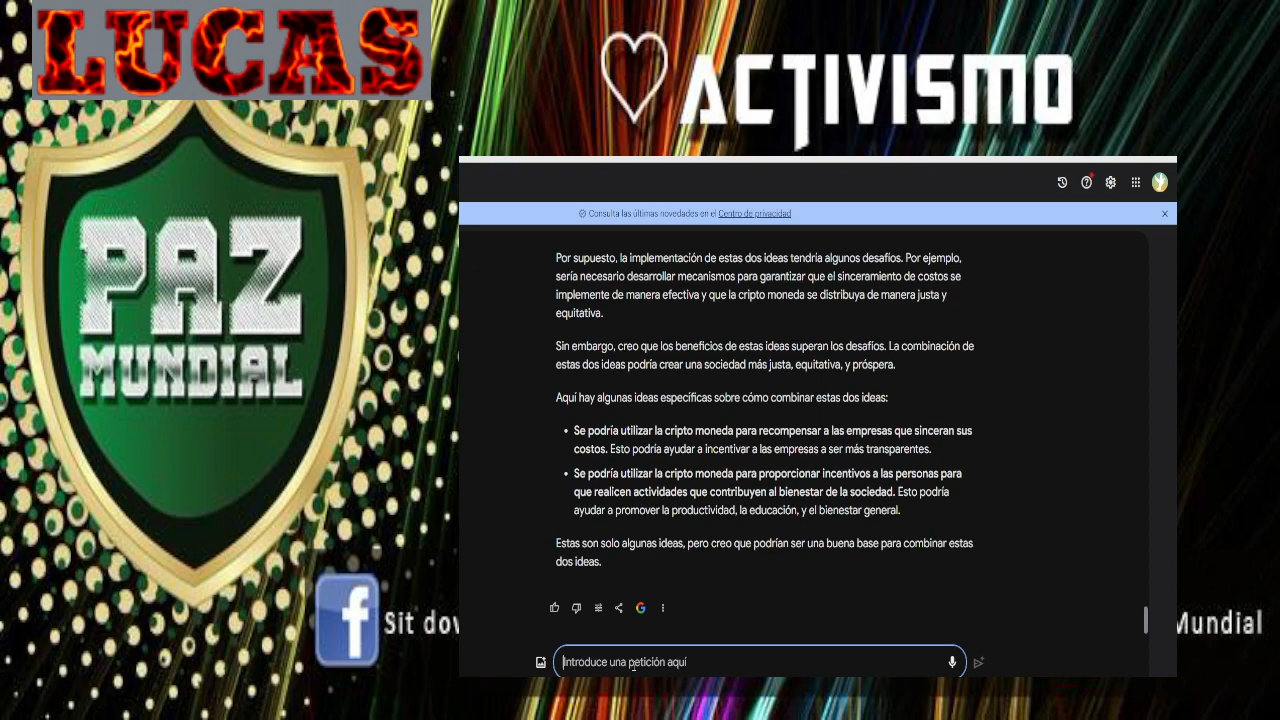 LUCAS
ACTIVISMO
PAZ
MUNDIAL
Consulta las últimas novedades en el Centro de privacidad
X
Por supuesto, la implementación de estas dos ideas tendría algunos desafíos. Por ejemplo,
sería necesario desarrollar mecanismos para garantizar que el sinceramiento de costos se
implemente de manera efectiva y que la cripto moneda se distribuya de manera justa y
equitativa.
Sin embargo, creo que los beneficios de estas ideas superan los desafíos. La combinación de
estas dos ideas podría crear una sociedad más justa, equitativa, y próspera.
Aquí hay algunas ideas específicas sobre cómo combinar estas dos ideas:
• Se podría utilizar la cripto moneda para recompensar a las empresas que sinceran sus
costos. Esto podría ayudar a incentivar a las empresas a ser más transparentes.
• Se podría utilizar la cripto moneda para proporcionar incentivos a las personas para
que realicen actividades que contribuyen al bienestar de la sociedad. Esto podría
ayudar a promover la productividad, la educación, y el bienestar general.
Estas son solo algunas ideas, pero creo que podrían ser una buena base para combinar estas
dos ideas.
f
Sit dow
Mundial
Introduce una petición aquí